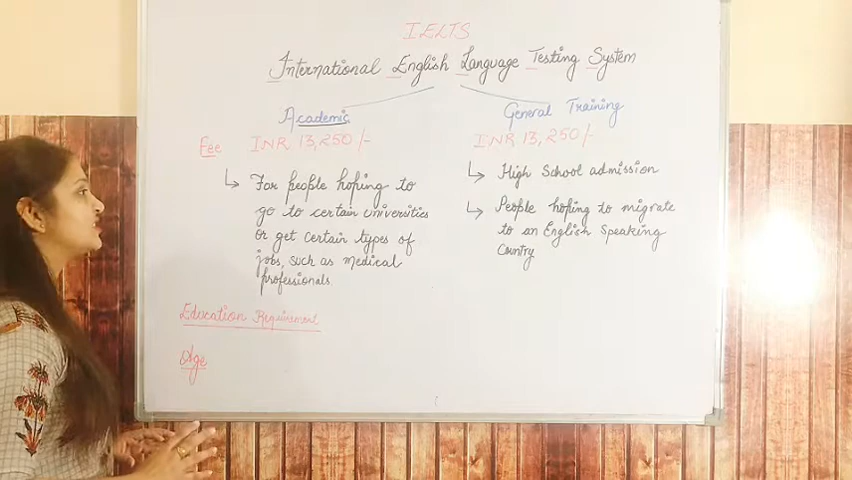 IELTS
International English Language Testing System
Academic
General Training
Fee INR 13,250/-
INR 13,250/-
For people hoping to
go to certain universities
or get certain types of
jobs, such as medical
professionals.
High School admission
People hoping to migrate
to an English Speaking
Country
Education Requirement
Age